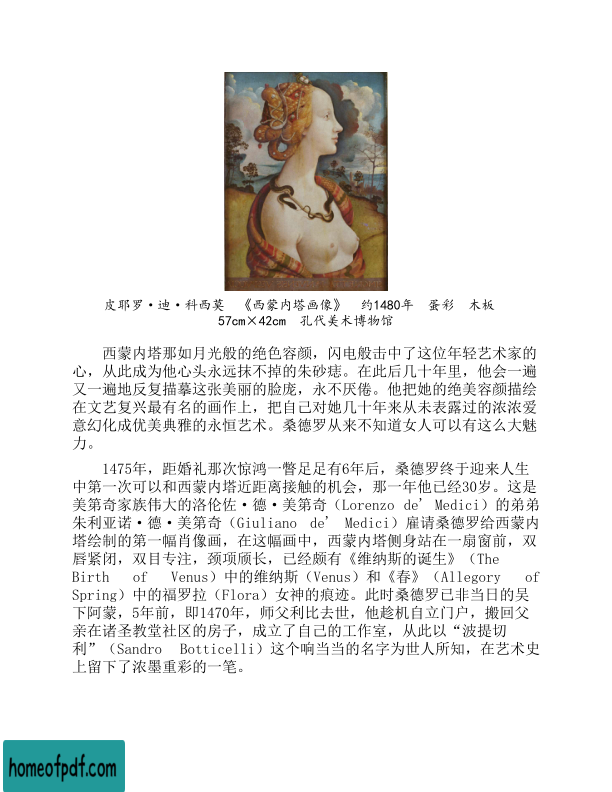 皮耶罗·迪·科西莫 《西蒙内塔画像》 约1480年 蛋彩 木板
57cm×42cm 孔代美术博物馆
西蒙内塔那如月光般的绝色容颜，闪电般击中了这位年轻艺术家的
心，从此成为他心头永远抹不掉的朱砂痣。在此后几十年里，他会一遍
又一遍地反复描摹这张美丽的脸庞，永不厌倦。他把她的绝美容颜描绘
在文艺复兴最有名的画作上，把自己对她几十年来从未表露过的浓浓爱
意幻化成优美典雅的永恒艺术。桑德罗从来不知道女人可以有这么大魅
力。
1475年，距婚礼那次惊鸿一瞥足足有6年后，桑德罗终于迎来人生
中第一次可以和西蒙内塔近距离接触的机会，那一年他已经30岁。这是
美第奇家族伟大的洛伦佐·德·美第奇（Lorenzo de' Medici）的弟弟
朱利亚诺·德·美第奇（Giuliano de' Medici）雇请桑德罗给西蒙内
塔绘制的第一幅肖像画，在这幅画中，西蒙内塔侧身站在一扇窗前，双
唇紧闭，双目专注，颈项颀长，已经颇有《维纳斯的诞生》（The
Birth of Venus）中的维纳斯（Venus）和《春》（Allegory of
Spring）中的福罗拉（Flora）女神的痕迹。此时桑德罗已非当日的吴
下阿蒙，5年前，即1470年，师父利比去世，他趁机自立门户，搬回父
亲在诸圣教堂社区的房子，成立了自己的工作室，从此以“波提切
利”（Sandro Botticelli）这个响当当的名字为世人所知，在艺术史
上留下了浓墨重彩的一笔。
homeofpdf.com